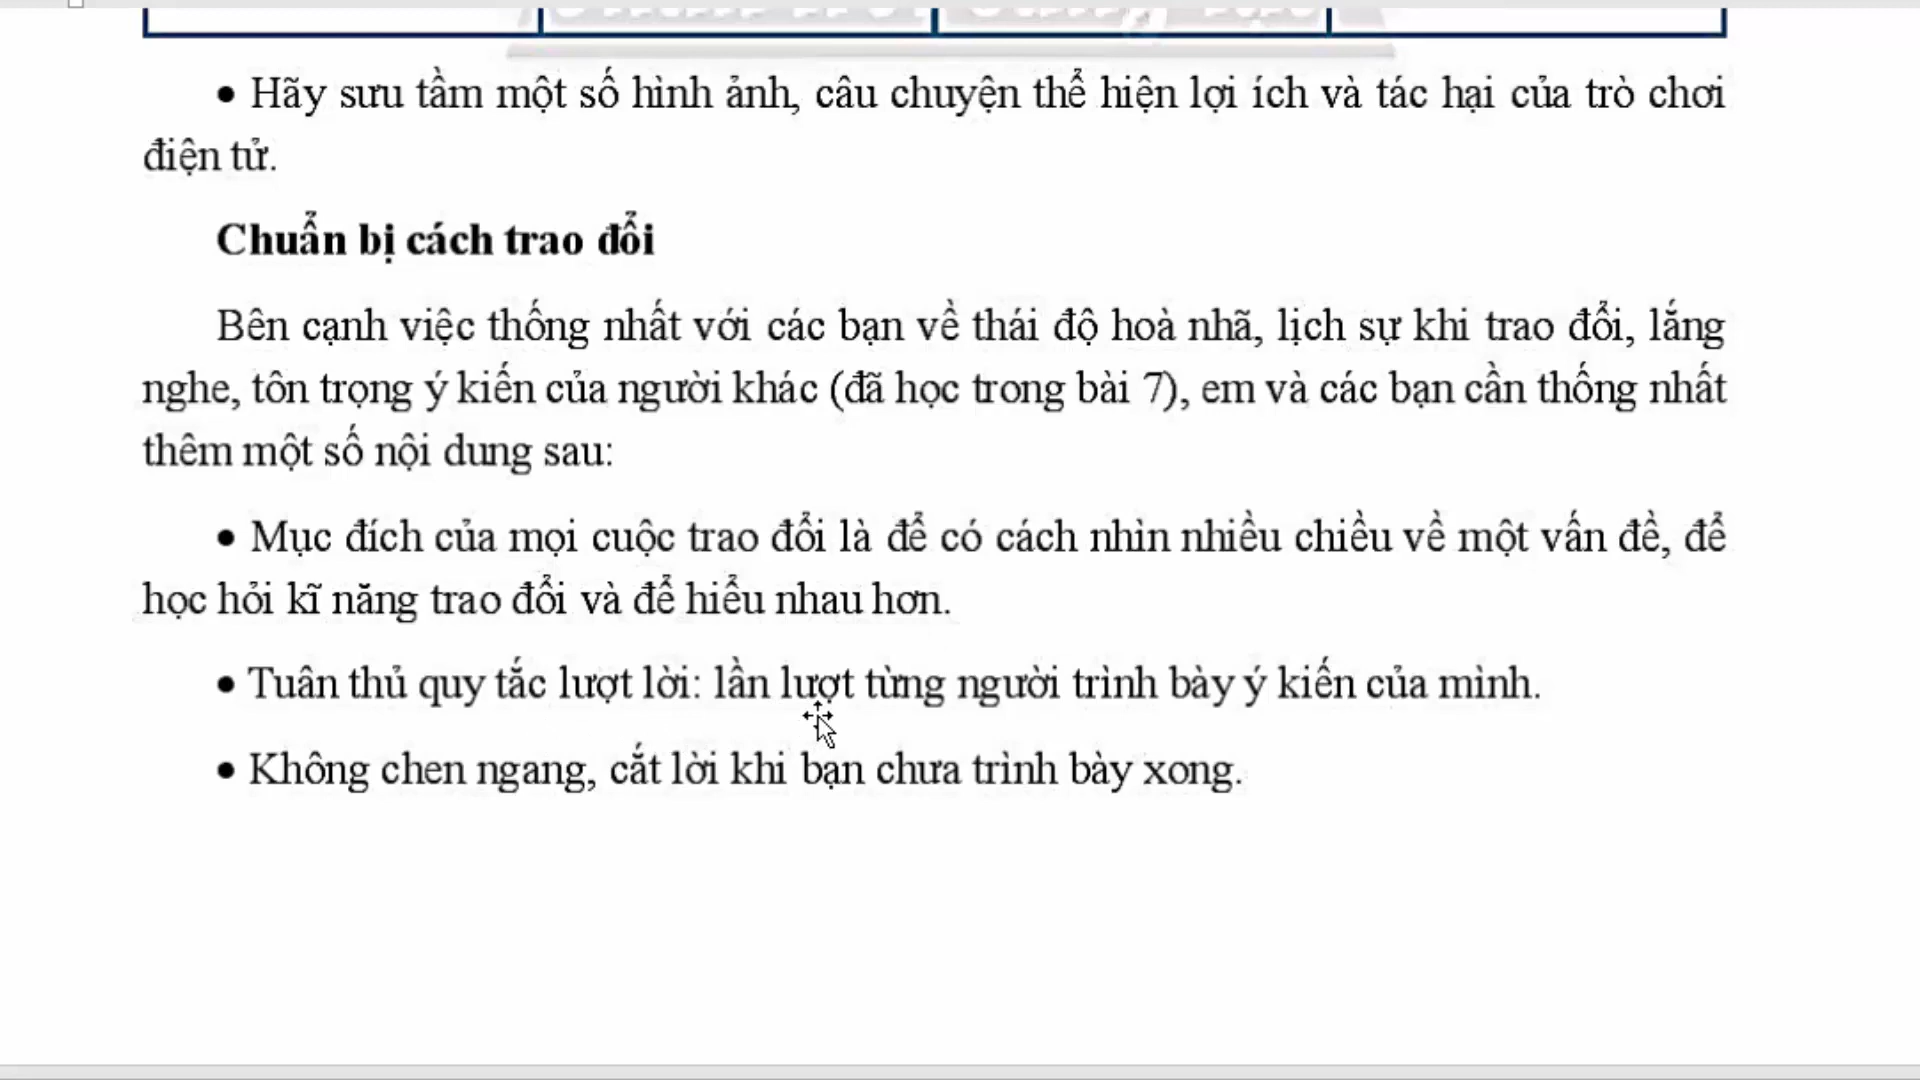 • Hãy sưu tầm một số hình ảnh, câu chuyện thể hiện lợi ích và tác hại của trò chơi
điện tử.
Chuẩn bị cách trao đổi
Bên cạnh việc thống nhất với các bạn về thái độ hoà nhã, lịch sự khi trao đổi, lắng
nghe, tôn trọng ý kiến của người khác (đã học trong bài 7), em và các bạn cần thống nhất
thêm một số nội dung sau:
• Mục đích của mọi cuộc trao đổi là để có cách nhìn nhiều chiều về một vấn đề, để
học hỏi kĩ năng trao đổi và để hiểu nhau hơn.
• Tuân thủ quy tắc lượt lời: lần lượt từng người trình bày ý kiến của mình.
• Không chen ngang, cắt lời khi bạn chưa trình bày xong.